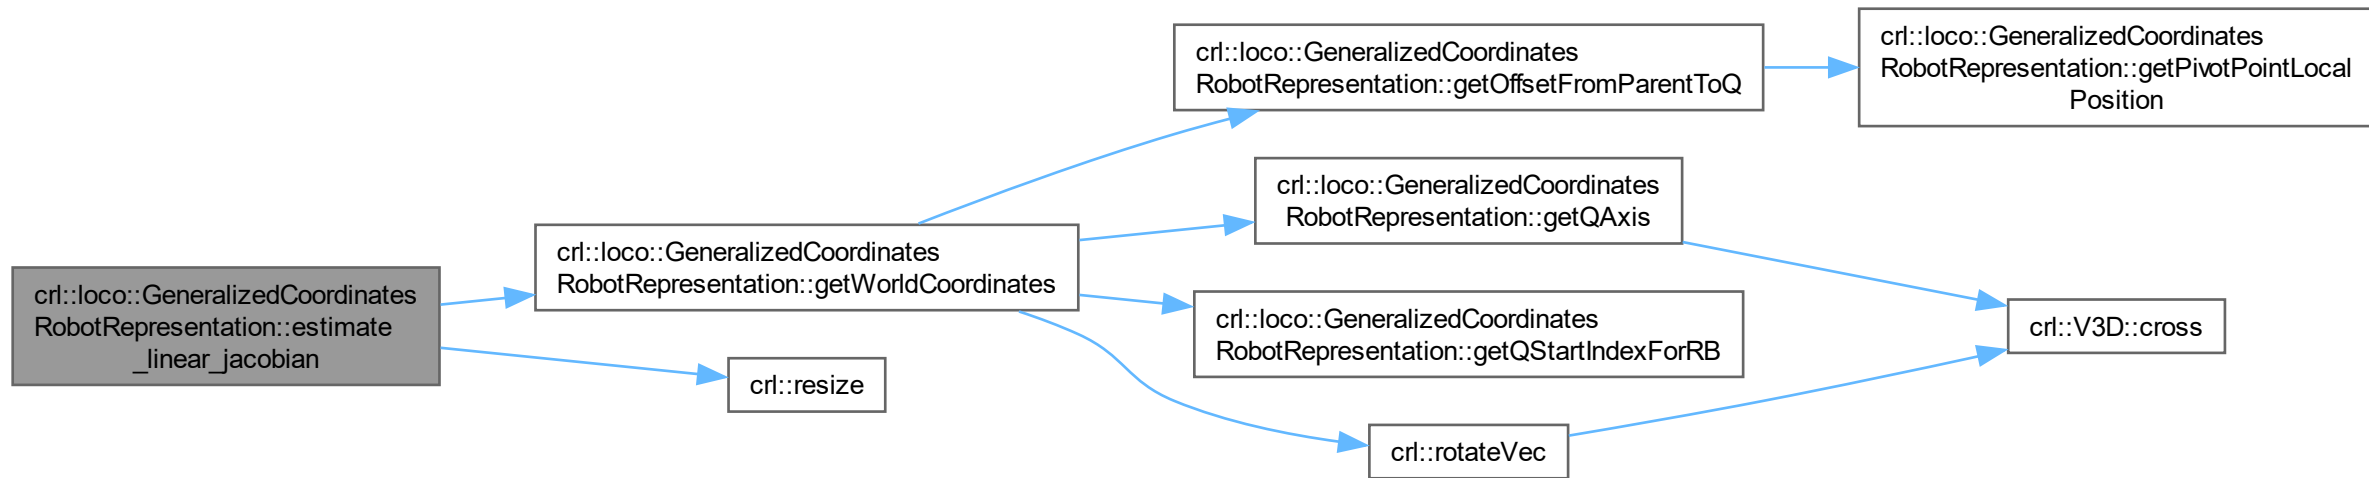 crl::loco::GeneralizedCoordinates
RobotRepresentation::estimate
_linear_jacobian
crl::loco::GeneralizedCoordinates
RobotRepresentation::getWorldCoordinates
crl::resize
crl::loco::GeneralizedCoordinates
RobotRepresentation::getOffsetFromParentToQ
crl::loco::GeneralizedCoordinates
RobotRepresentation::getPivotPointLocal
Position
crl::loco::GeneralizedCoordinates
RobotRepresentation::getQAxis
crl::loco::GeneralizedCoordinates
RobotRepresentation::getQStartIndexForRB
crl::rotateVec
crl::V3D::cross